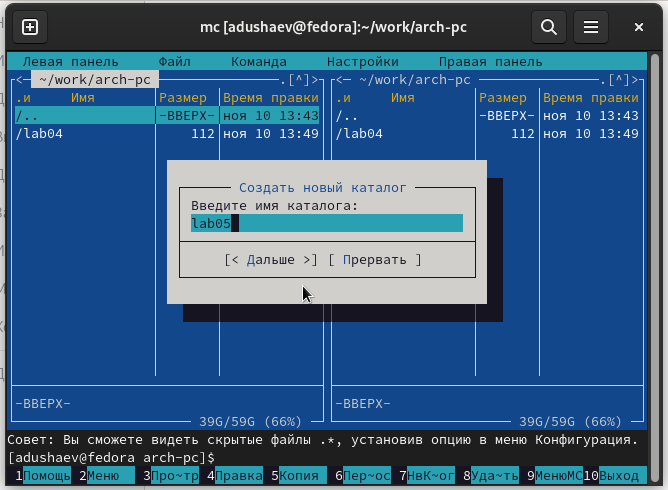 mc [adushaev@fedora]:~/work/arch-pc
Левая панель Файл Команда Настройки Правая панель
<— ~/work/arch-pc .[^]> <— ~/work/arch-pc .[^]>
.и Имя Размер Время правки .и Имя Размер Время правки
/.. -ВВЕРХ- ноя 10 13:43 /.. -ВВЕРХ- ноя 10 13:43
/lab04 112 ноя 10 13:49 /lab04 112 ноя 10 13:49
Создать новый каталог
Введите имя каталога:
lab05
[< Дальше >] [ Прервать ]
-ВВЕРХ- -ВВЕРХ-
39G/59G (66%) 39G/59G (66%)
Совет: Вы сможете видеть скрытые файлы .*, установив опцию в меню Конфигурация.
[adushaev@fedora arch-pc]$
1Помощь 2Меню 3Про~тр 4Правка 5Копия 6Пер~ос 7НвК~ог 8Уда~ть 9МенюMC 10Выход